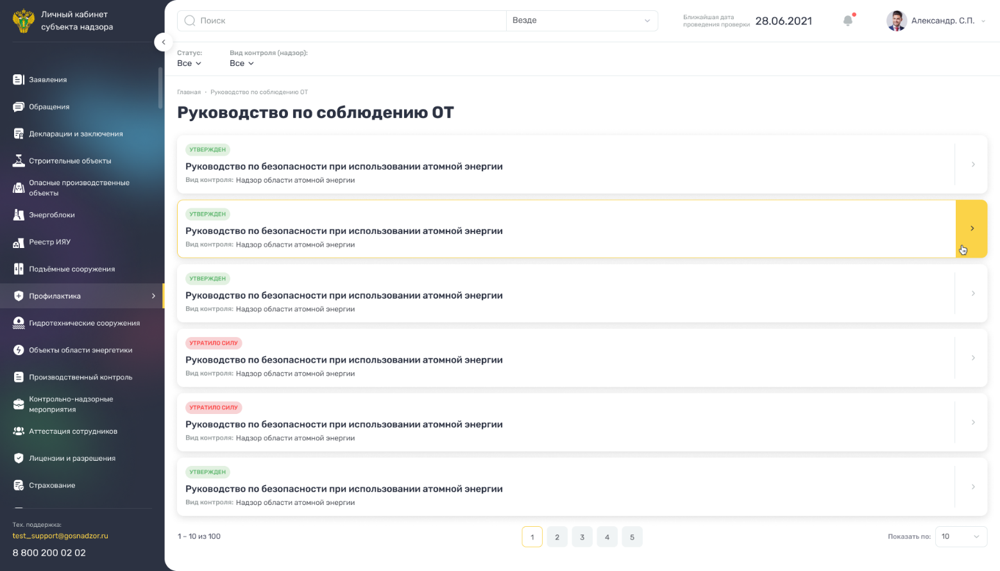 Личный кабинет
субъекта надзора
Поиск
Везде
Ближайшая дата
проведения проверки
28.06.2021
Александр. С.П.
Статус:
Все
Вид контроля (надзор):
Все
Заявления
Обращения
Декларации и заключения
Строительные объекты
Опасные производственные
объекты
Энергоблоки
Реестр ИЯУ
Подъёмные сооружения
Профилактика
Гидротехнические сооружения
Объекты области энергетики
Производственный контроль
Контрольно-надзорные
мероприятия
Аттестация сотрудников
Лицензии и разрешения
Страхование
Тех. поддержка:
test_support@gosnadzor.ru
8 800 200 02 02
Главная · Руководство по соблюдению ОТ
Руководство по соблюдению ОТ
УТВЕРЖДЕН
Руководство по безопасности при использовании атомной энергии
Вид контроля: Надзор области атомной энергии
УТВЕРЖДЕН
Руководство по безопасности при использовании атомной энергии
Вид контроля: Надзор области атомной энергии
УТВЕРЖДЕН
Руководство по безопасности при использовании атомной энергии
Вид контроля: Надзор области атомной энергии
УТРАТИЛО СИЛУ
Руководство по безопасности при использовании атомной энергии
Вид контроля: Надзор области атомной энергии
УТРАТИЛО СИЛУ
Руководство по безопасности при использовании атомной энергии
Вид контроля: Надзор области атомной энергии
УТВЕРЖДЕН
Руководство по безопасности при использовании атомной энергии
Вид контроля: Надзор области атомной энергии
1 – 10 из 100
1 2 3 4 5
Показать по: 10